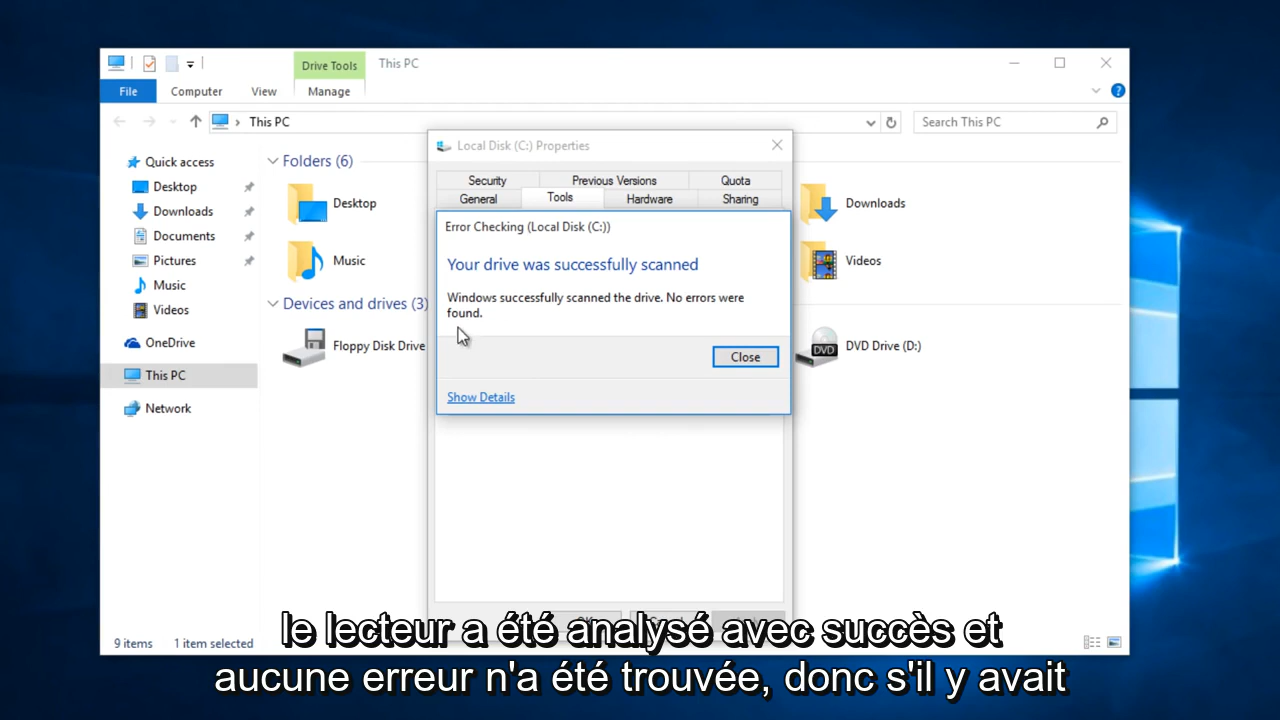 Drive Tools
This PC
File
Computer
View
Manage
This PC
Search This PC
Quick access
Desktop
Downloads
Documents
Pictures
Music
Videos
OneDrive
This PC
Network
Folders (6)
Desktop
Music
Devices and drives (3)
Floppy Disk Drive
Downloads
Videos
DVD
DVD Drive (D:)
Local Disk (C:) Properties
Security
Previous Versions
Quota
General
Tools
Hardware
Sharing
Error Checking (Local Disk (C:))
Your drive was successfully scanned
Windows successfully scanned the drive. No errors were
found.
Close
Show Details
9 items
1 item selected
le lecteur a été analysé avec succès et
aucune erreur n'a été trouvée, donc s'il y avait